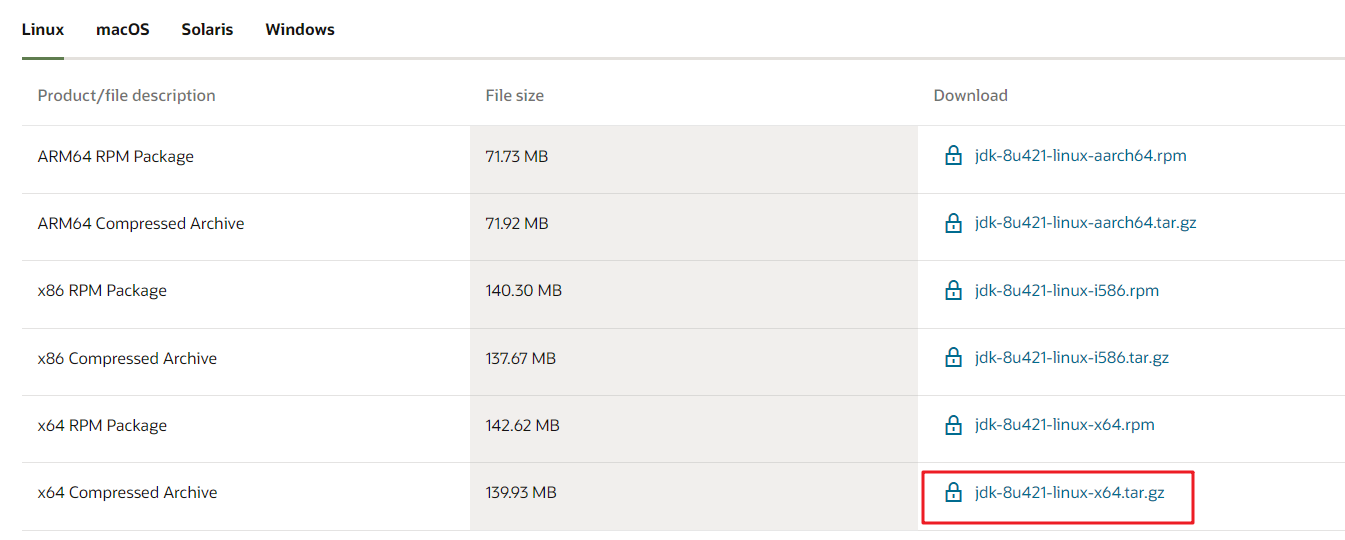 Linux macOS Solaris Windows
Product/file description File size Download
ARM64 RPM Package 71.73 MB jdk-8u421-linux-aarch64.rpm
ARM64 Compressed Archive 71.92 MB jdk-8u421-linux-aarch64.tar.gz
x86 RPM Package 140.30 MB jdk-8u421-linux-i586.rpm
x86 Compressed Archive 137.67 MB jdk-8u421-linux-i586.tar.gz
x64 RPM Package 142.62 MB jdk-8u421-linux-x64.rpm
x64 Compressed Archive 139.93 MB jdk-8u421-linux-x64.tar.gz